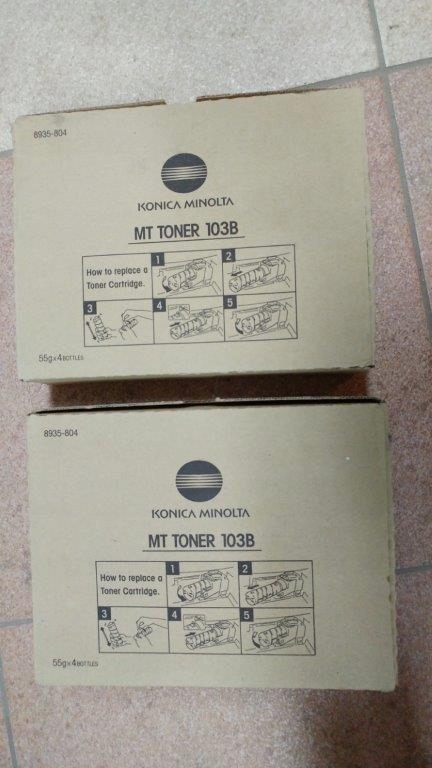 8935-804
KONICA MINOLTA
MT TONER 103B
How to replace a
Toner Cartridge.
1
2
3
4
5
55g×4BOTTLES
8935-804
KONICA MINOLTA
MT TONER 103B
How to replace a
Toner Cartridge.
1
2
3
4
5
55g×4BOTTLES